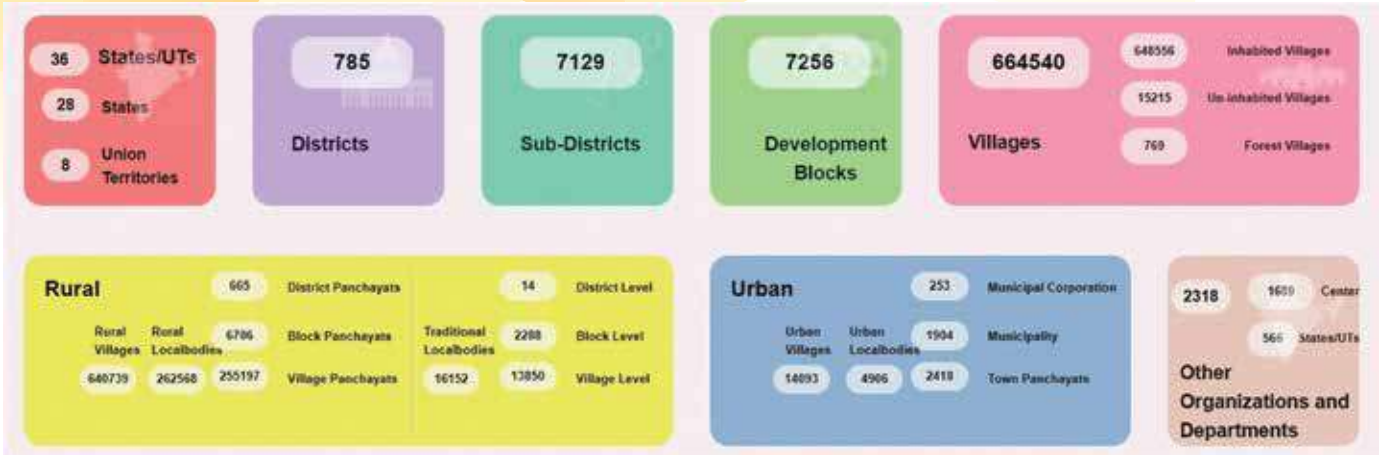 36 States/UTs
28 States
8 Union
Territories
785
Districts
7129
Sub-Districts
7256
Development
Blocks
664540
Villages
648556 Inhabited Villages
15215 Un-inhabited Villages
769 Forest Villages
Rural
Rural
Villages
640739
Rural
Localbodies
262568
665 District Panchayats
6706 Block Panchayats
255197 Village Panchayats
Traditional
Localbodies
16152
14 District Level
2288 Block Level
13850 Village Level
Urban
Urban
Villages
14093
Urban
Localbodies
4906
253 Municipal Corporation
1904 Municipality
2418 Town Panchayats
2318
Center
566 States/UTs
Other
Organizations and
Departments